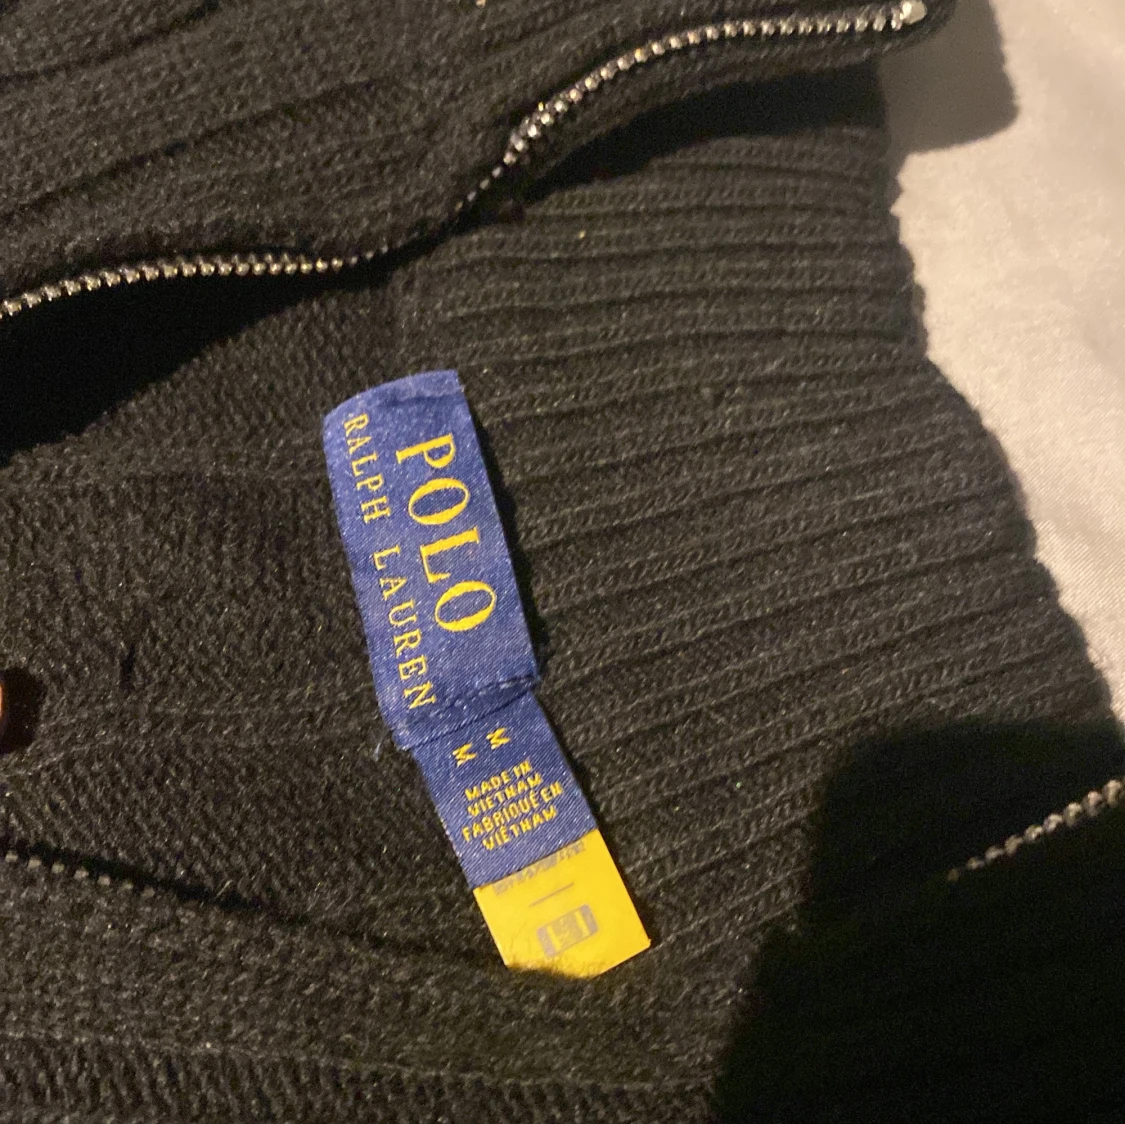 POLO
RALPH LAUREN
M M
MADE IN
VIETNAM
FABRIQUÉ EN
VIETNAM